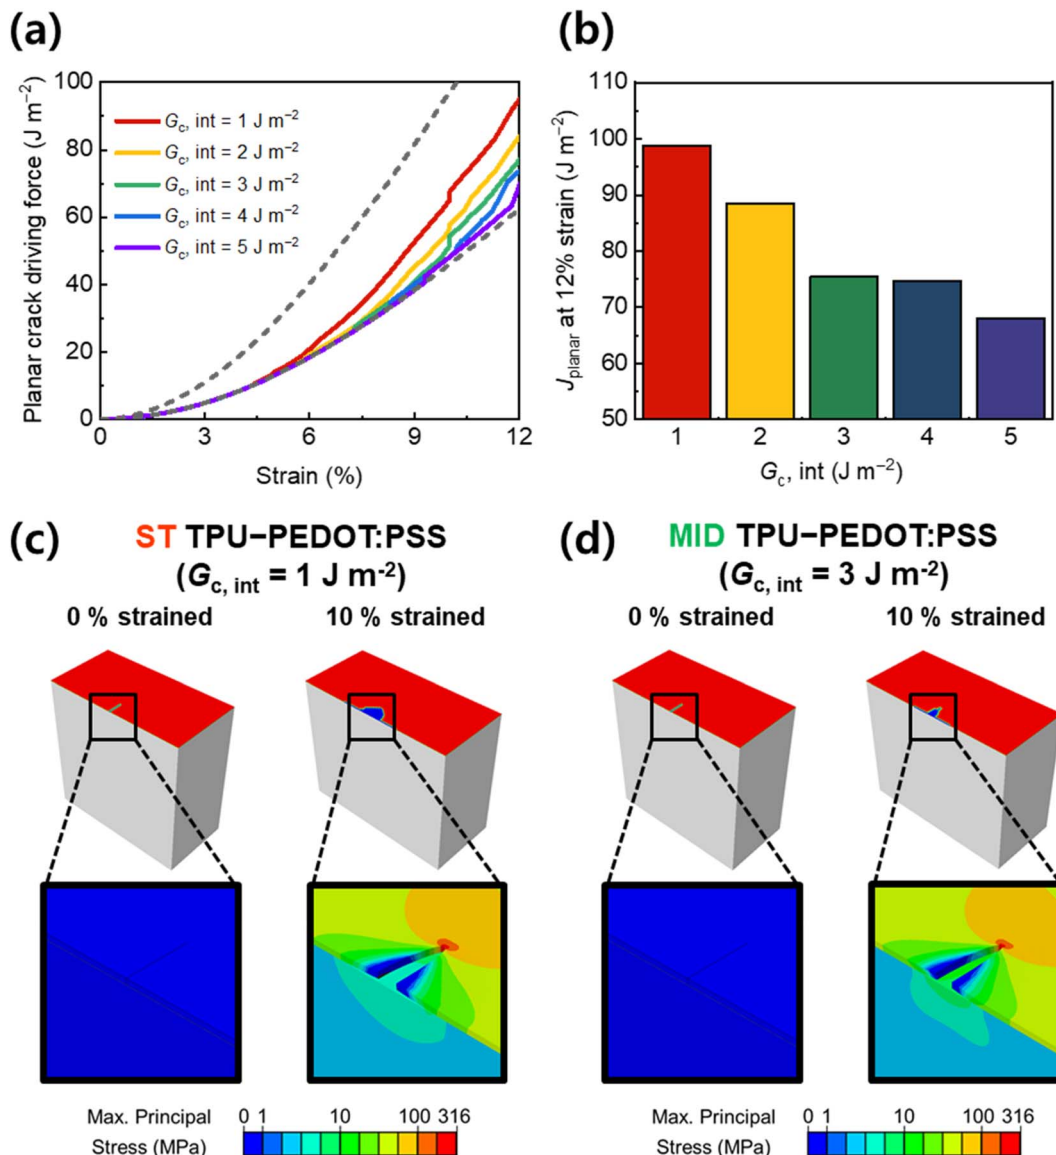 (a)
Planar crack driving force (J m−2)
100
80
60
40
20
0
Gc, int = 1 J m−2
Gc, int = 2 J m−2
Gc, int = 3 J m−2
Gc, int = 4 J m−2
Gc, int = 5 J m−2
0 3 6 9 12
Strain (%)
(b)
Jplanar at 12% strain (J m−2)
110
100
90
80
70
60
50
1 2 3 4 5
Gc, int (J m−2)
(c)
ST TPU−PEDOT:PSS
(Gc, int = 1 J m-2)
0 % strained 10 % strained
Max. Principal
Stress (MPa)
0 1 10 100 316
(d)
MID TPU−PEDOT:PSS
(Gc, int = 3 J m-2)
0 % strained 10 % strained
Max. Principal
Stress (MPa)
0 1 10 100 316